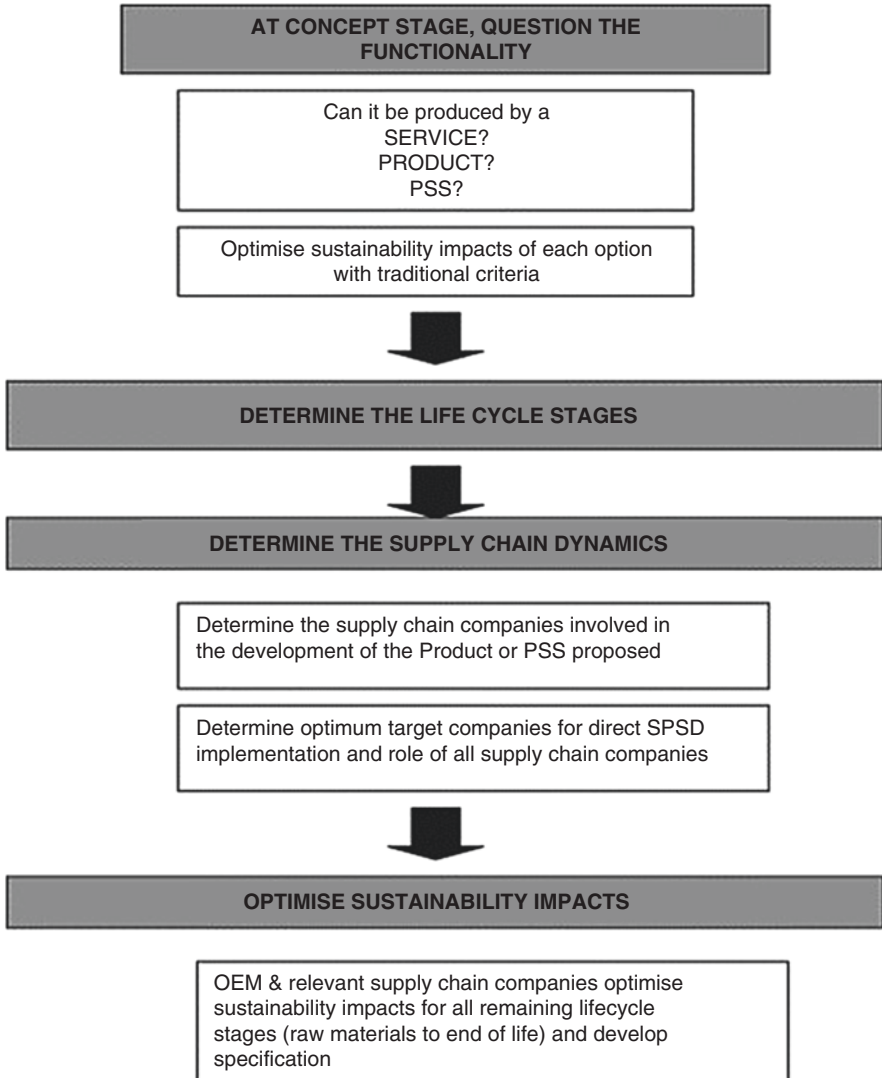 AT CONCEPT STAGE, QUESTION THE
FUNCTIONALITY
Can it be produced by a
SERVICE?
PRODUCT?
PSS?
Optimise sustainability impacts of each option
with traditional criteria
DETERMINE THE LIFE CYCLE STAGES
DETERMINE THE SUPPLY CHAIN DYNAMICS
Determine the supply chain companies involved in
the development of the Product or PSS proposed
Determine optimum target companies for direct SPSD
implementation and role of all supply chain companies
OPTIMISE SUSTAINABILITY IMPACTS
OEM & relevant supply chain companies optimise
sustainability impacts for all remaining lifecycle
stages (raw materials to end of life) and develop
specification